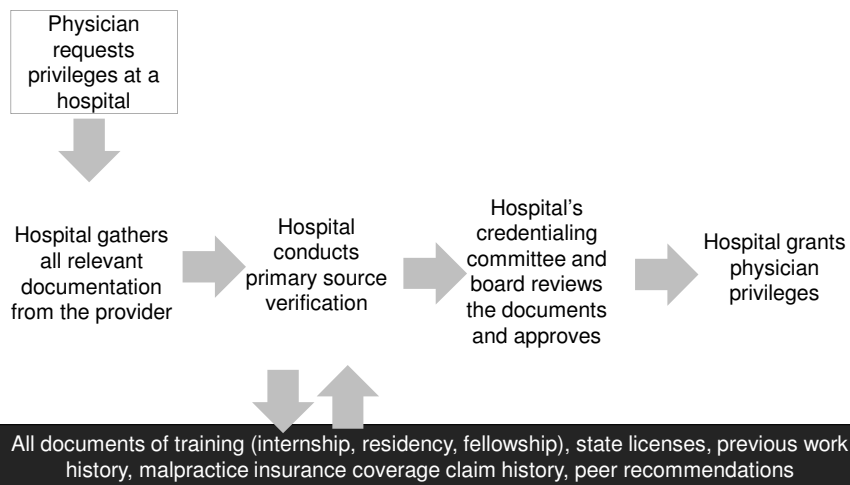 Physician
requests
privileges at a
hospital
Hospital gathers
all relevant
documentation
from the provider
Hospital
conducts
primary source
verification
Hospital’s
credentialing
committee and
board reviews
the documents
and approves
Hospital grants
physician
privileges
All documents of training (internship, residency, fellowship), state licenses, previous work
history, malpractice insurance coverage claim history, peer recommendations